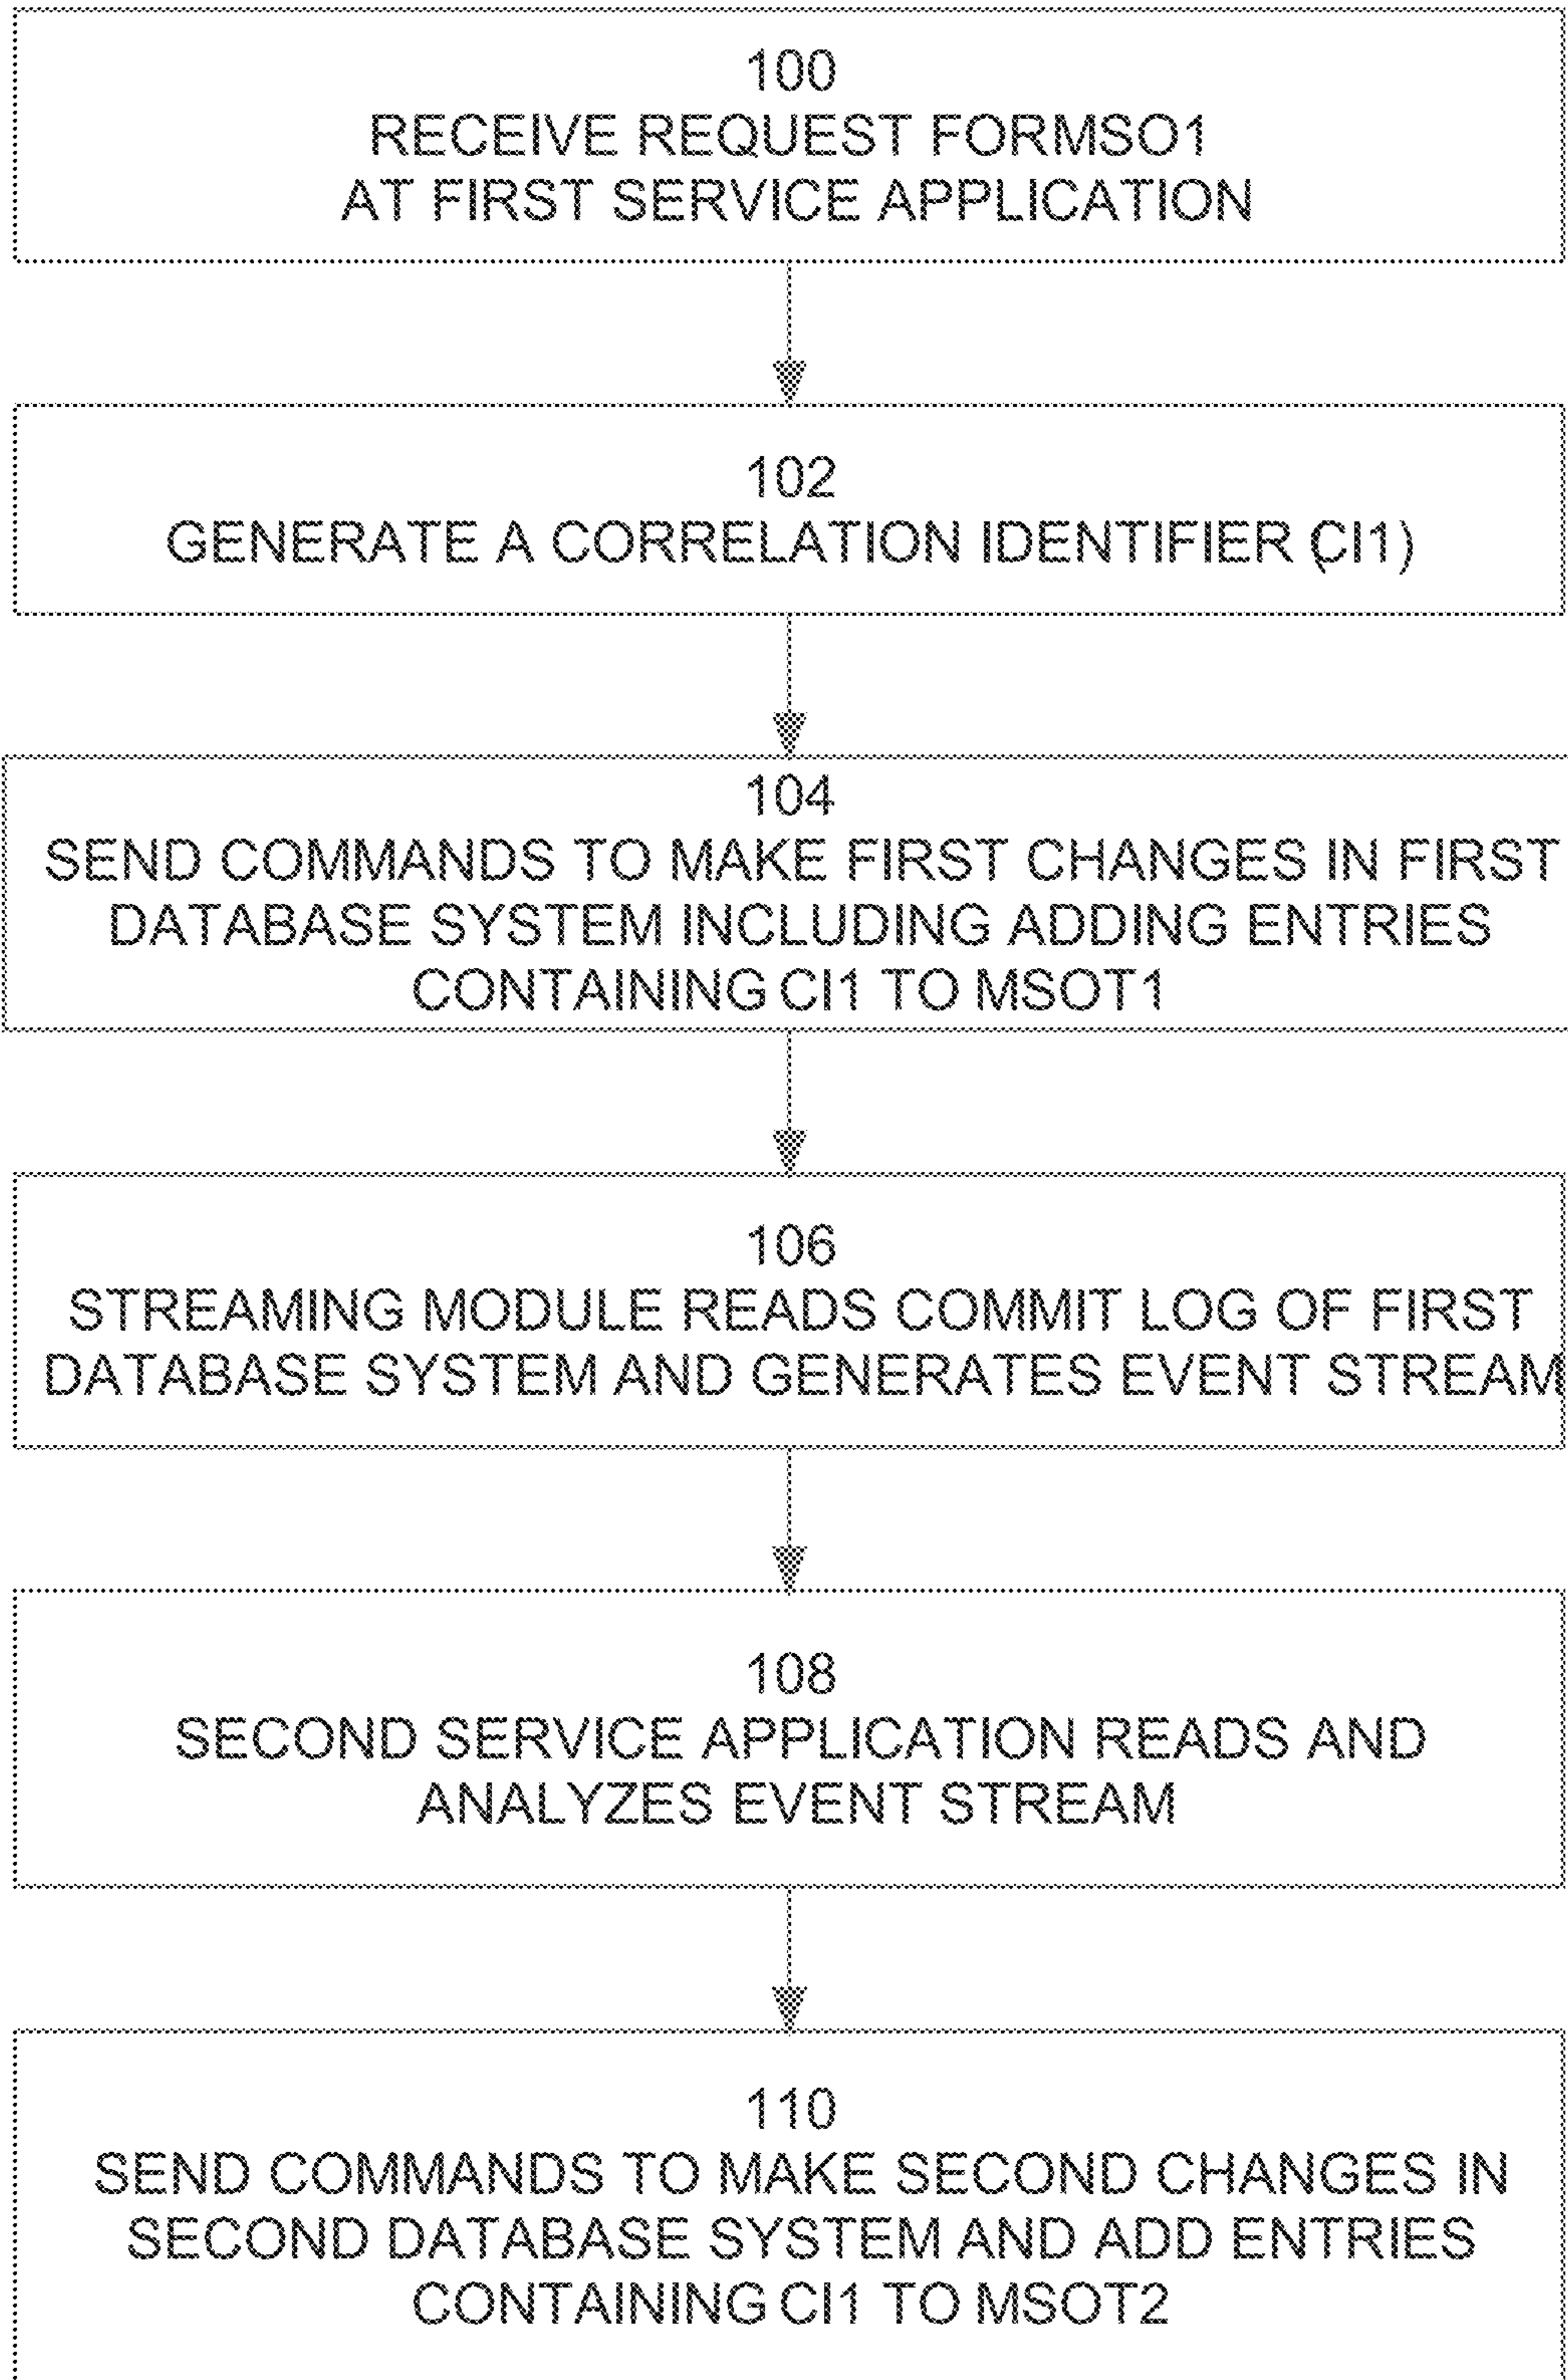 100
RECEIVE REQUEST FORMSO1
AT FIRST SERVICE APPLICATION
102
GENERATE A CORRELATION IDENTIFIER (CI1)
104
SEND COMMANDS TO MAKE FIRST CHANGES IN FIRST
DATABASE SYSTEM INCLUDING ADDING ENTRIES
CONTAINING CI1 TO MSOT1
106
STREAMING MODULE READS COMMIT LOG OF FIRST
DATABASE SYSTEM AND GENERATES EVENT STREAM
108
SECOND SERVICE APPLICATION READS AND
ANALYZES EVENT STREAM
110
SEND COMMANDS TO MAKE SECOND CHANGES IN
SECOND DATABASE SYSTEM AND ADD ENTRIES
CONTAINING CI1 TO MSOT2